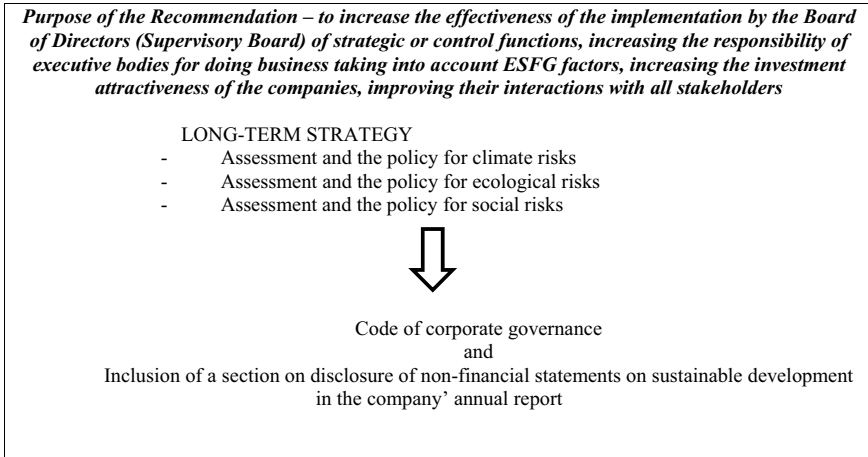 Purpose of the Recommendation – to increase the effectiveness of the implementation by the Board
of Directors (Supervisory Board) of strategic or control functions, increasing the responsibility of
executive bodies for doing business taking into account ESFG factors, increasing the investment
attractiveness of the companies, improving their interactions with all stakeholders
LONG-TERM STRATEGY
- Assessment and the policy for climate risks
- Assessment and the policy for ecological risks
- Assessment and the policy for social risks
Code of corporate governance
and
Inclusion of a section on disclosure of non-financial statements on sustainable development
in the company’ annual report